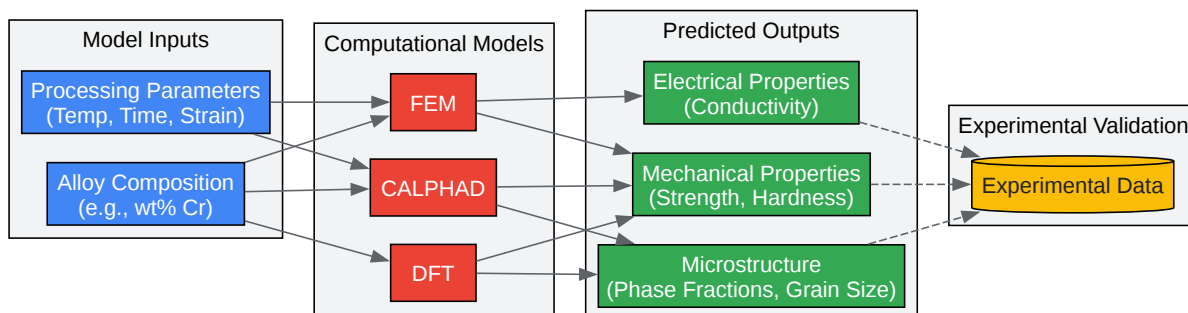 Model Inputs
Processing Parameters
(Temp, Time, Strain)
Alloy Composition
(e.g., wt% Cr)
Computational Models
FEM
CALPHAD
DFT
Predicted Outputs
Electrical Properties
(Conductivity)
Mechanical Properties
(Strength, Hardness)
Microstructure
(Phase Fractions, Grain Size)
Experimental Validation
Experimental Data